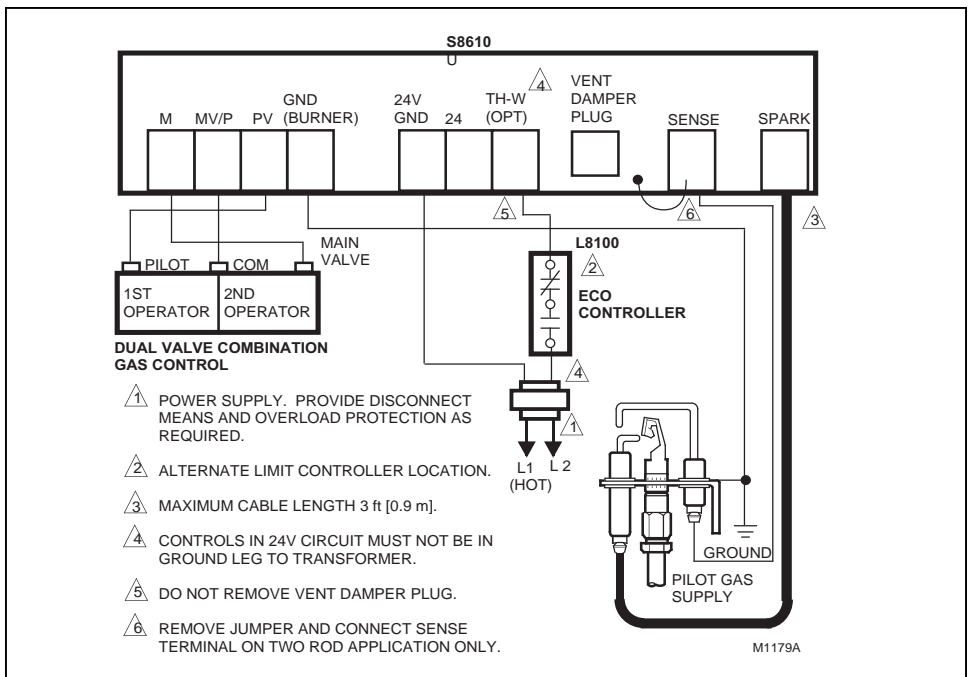 S8610
M
MV/P
PV
GND
(BURNER)
24V
GND
24
TH-W
(OPT)
4
VENT
DAMPER
PLUG
SENSE
SPARK
5
6
3
MAIN
VALVE
PILOT
COM
1ST
OPERATOR
2ND
OPERATOR
DUAL VALVE COMBINATION
GAS CONTROL
L8100
2
ECO
CONTROLLER
4
1
L1
(HOT)
L 2
GROUND
PILOT GAS
SUPPLY
1 POWER SUPPLY. PROVIDE DISCONNECT
MEANS AND OVERLOAD PROTECTION AS
REQUIRED.
2 ALTERNATE LIMIT CONTROLLER LOCATION.
3 MAXIMUM CABLE LENGTH 3 ft [0.9 m].
4 CONTROLS IN 24V CIRCUIT MUST NOT BE IN
GROUND LEG TO TRANSFORMER.
5 DO NOT REMOVE VENT DAMPER PLUG.
6 REMOVE JUMPER AND CONNECT SENSE
TERMINAL ON TWO ROD APPLICATION ONLY.
M1179A